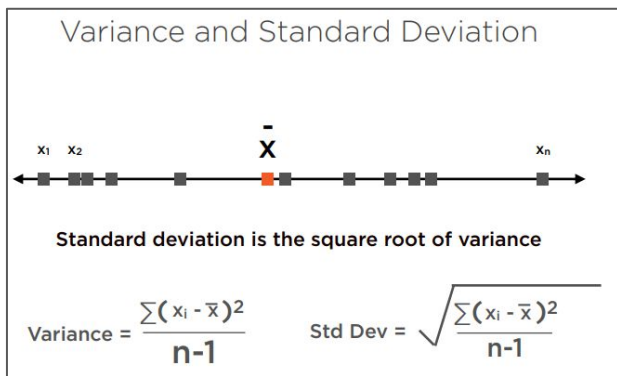 Variance and Standard Deviation
x₁ x₂ x̄ xₙ
Standard deviation is the square root of variance
Variance = ∑(xᵢ - x̄)² / n-1
Std Dev = √(∑(xᵢ - x̄)² / n-1)